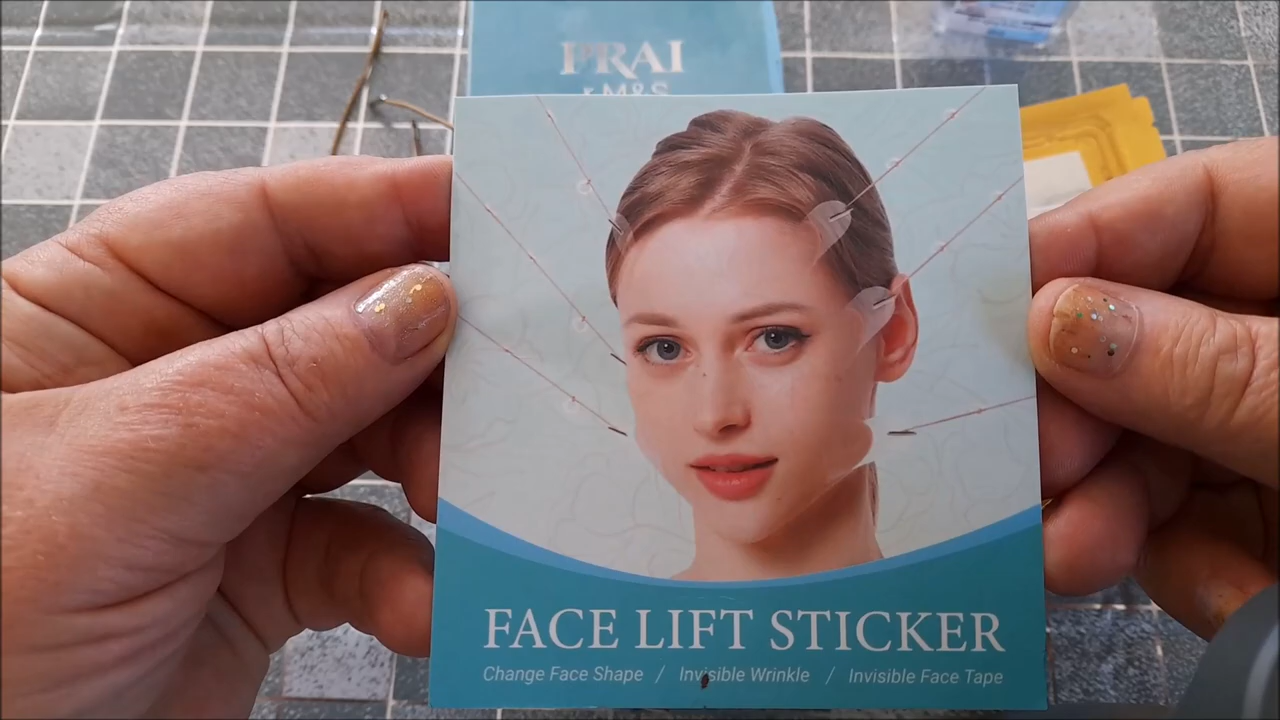 PRAI
x M&S
FACE LIFT STICKER
Change Face Shape / Invisible Wrinkle / Invisible Face Tape